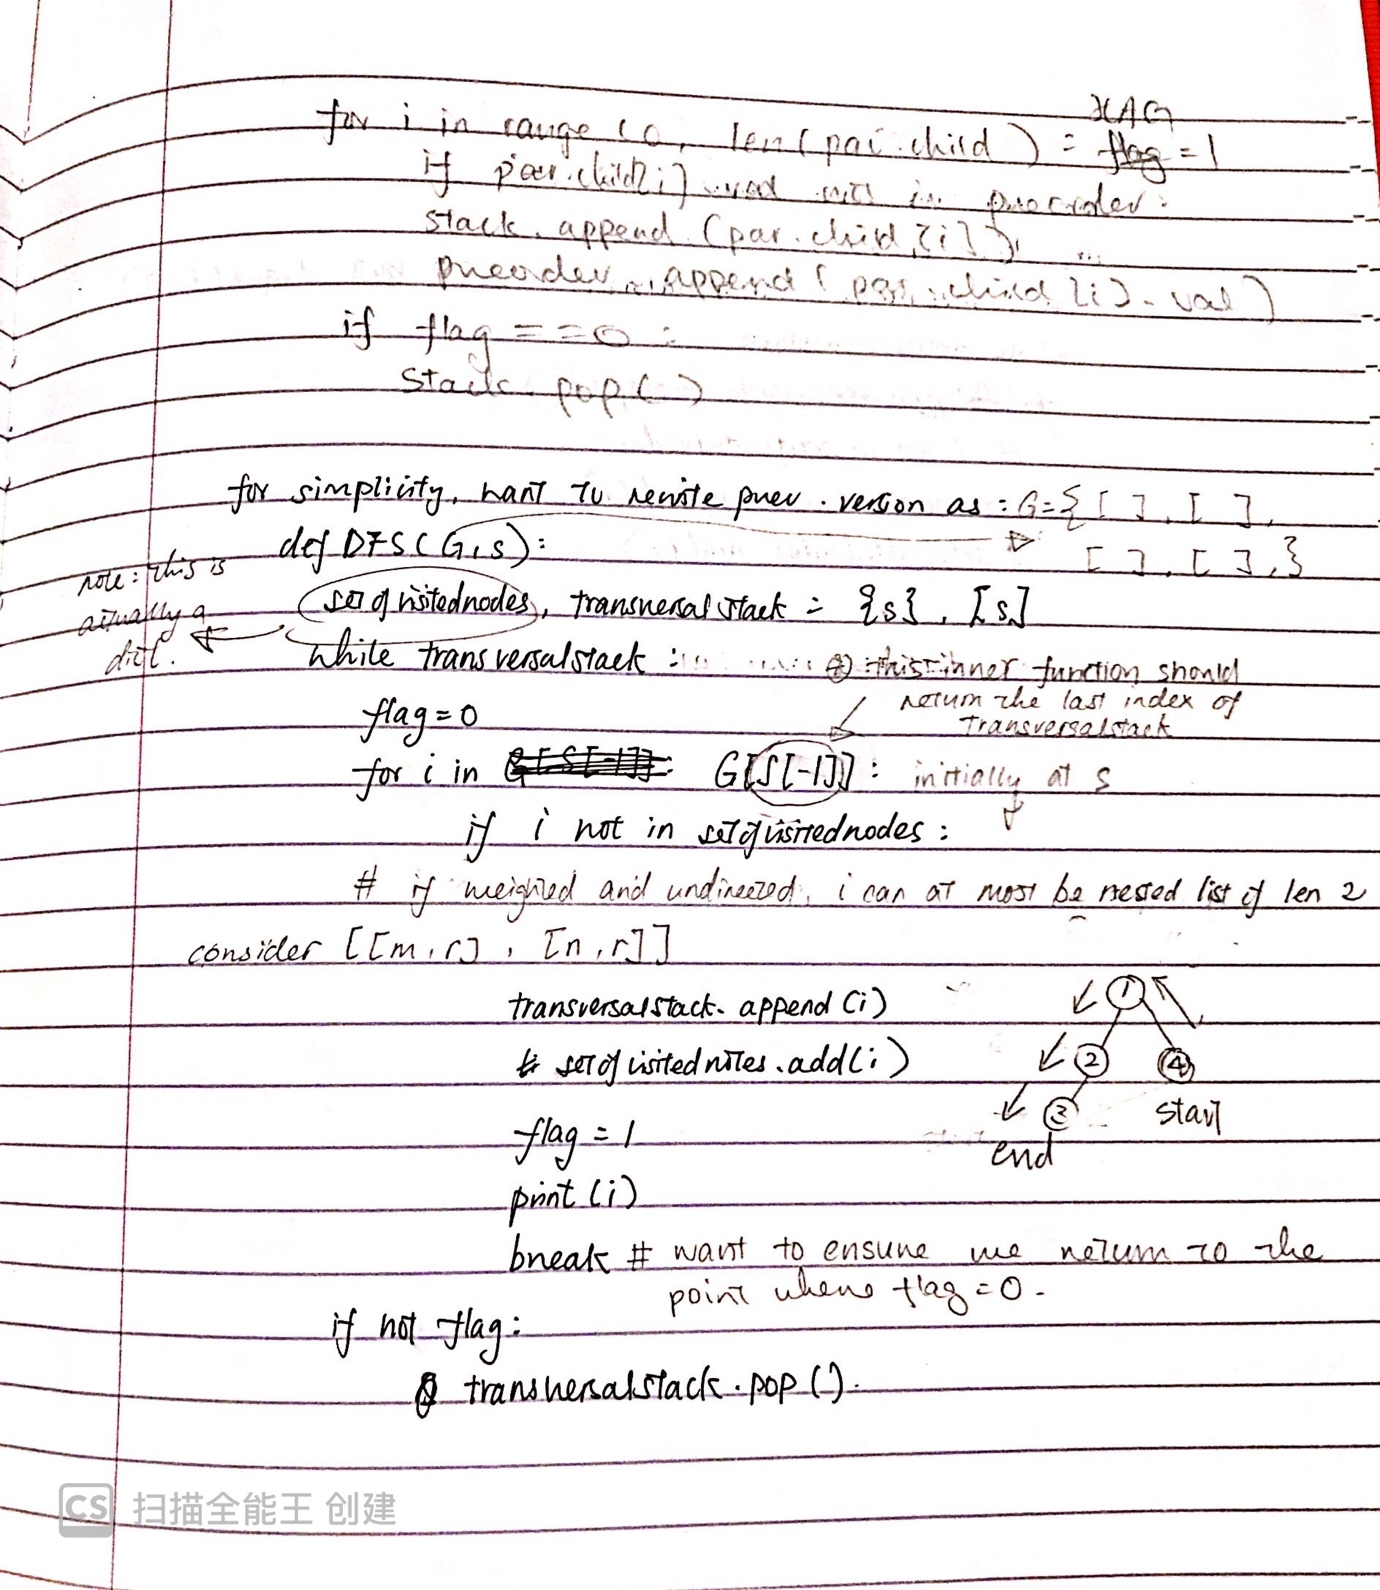 for i in range (0, len(par.child) : flag = 1
if par.child[i].val not in preorder:
stack.append (par.child[i]);
preorder.append (par.child[i].val)
if flag == 0 :
stack.pop( )
for simplicity, want to rewrite prev. version as : G={[ ], [ ],
[ ], [ ],}
def DFS(G,s):
note: this is
actually a
dict.
setofvisitednodes, transversalstack = {s}, [s]
while transversalstack :
this inner function should
return the last index of
Transversalstack
flag=0
for i in G[S[-1]]: G[S[-1]]: initially at s
if i not in setofvisitednodes:
# if weighted and undirected, i can at most be nested list of len 2
consider [[m,r], [n,r]]
transversalstack.append(i)
setofvisitednotes.add(i)
flag=1
print(i)
break # want to ensure we return to the
point where flag=0.
if not flag:
transversalstack.pop().
1
2
4
3
start
end
CS 扫描全能王 创建